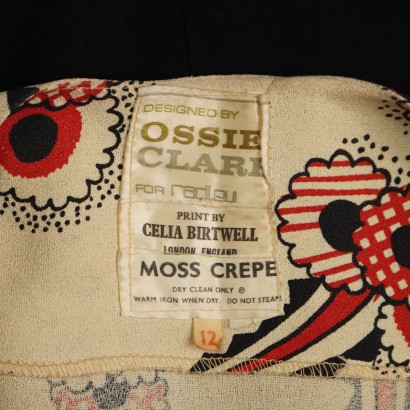 DESIGNED BY
OSSIE
CLARK
FOR radley
PRINT BY
CELIA BIRTWELL
LONDON, ENGLAND
MOSS CREPE
DRY CLEAN ONLY Ⓟ
WARM IRON WHEN DRY. DO NOT STEAM
12